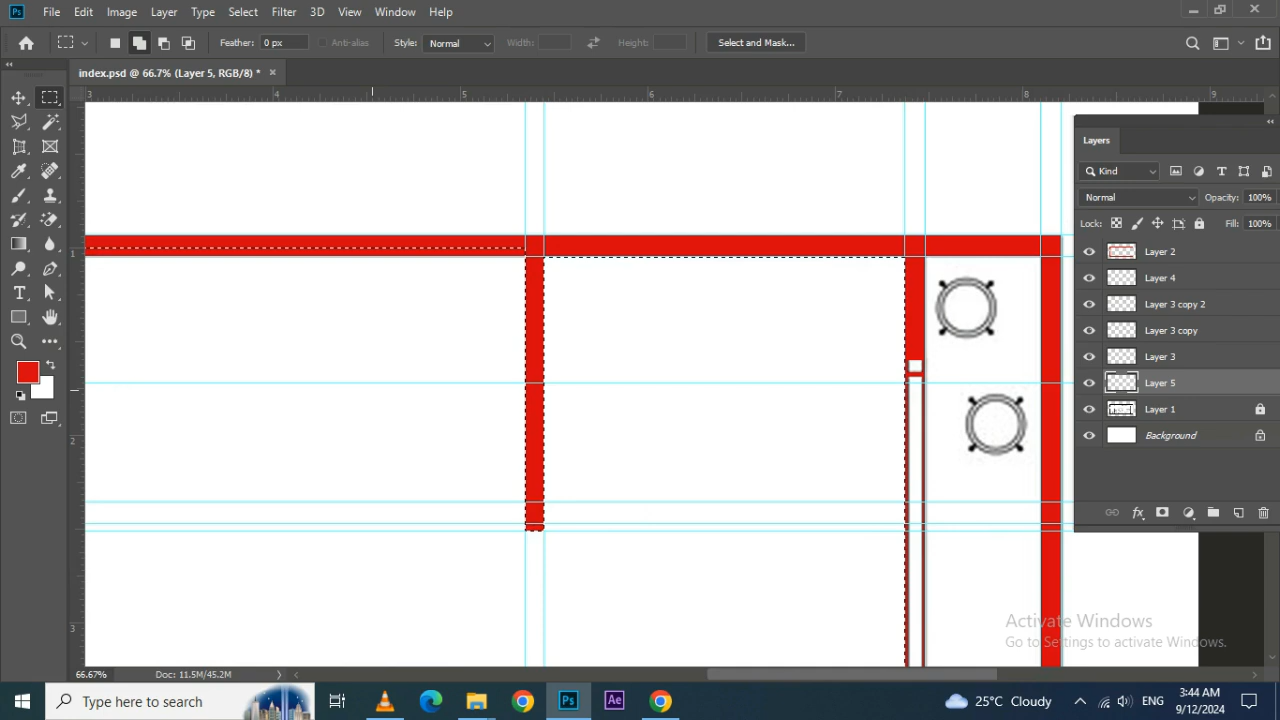 Ps File Edit Image Layer Type Select Filter 3D View Window Help
Feather: 0 px Anti-alias Style: Normal Width: Height: Select and Mask...
index.psd @ 66.7% (Layer 5, RGB/8) *
3 4 5 6 7 8 9
1
2
3
Layers
Kind
Normal Opacity: 100%
Lock: Fill: 100%
Layer 2
Layer 4
Layer 3 copy 2
Layer 3 copy
Layer 3
Layer 5
Layer 1
Background
fx
Activate Windows
Go to Settings to activate Windows.
66.67% Doc: 11.5M/45.2M
Type here to search Ps Ae 25°C Cloudy ENG 3:44 AM
9/12/2024